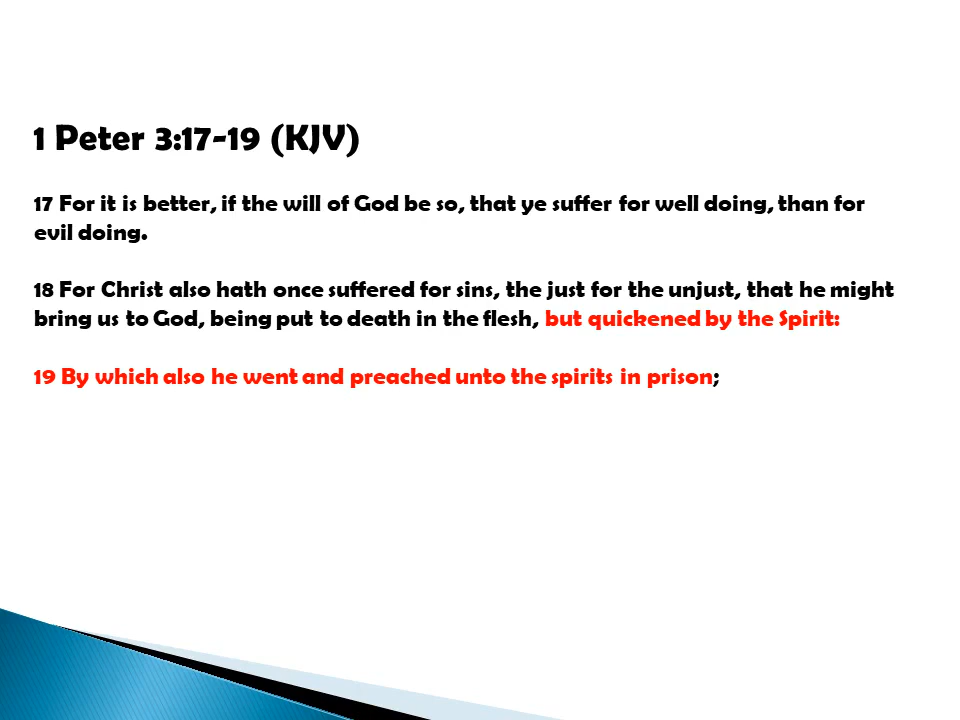 1 Peter 3:17-19 (KJV)
17 For it is better, if the will of God be so, that ye suffer for well doing, than for
evil doing.
18 For Christ also hath once suffered for sins, the just for the unjust, that he might
bring us to God, being put to death in the flesh, but quickened by the Spirit:
19 By which also he went and preached unto the spirits in prison;